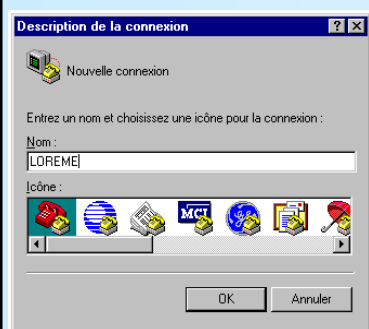 Description de la connexion
Nouvelle connexion
Entrez un nom et choisissez une icône pour la connexion :
Nom :
LOREME
Icône :
MCI
OK
Annuler